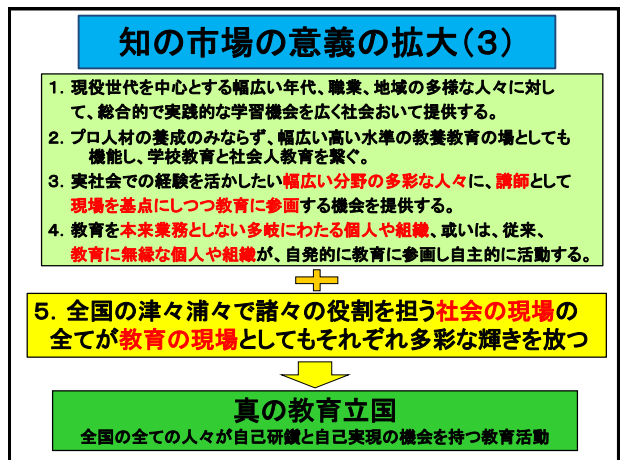 知の市場の意義の拡大(3)
1. 現役世代を中心とする幅広い年代、職業、地域の多様な人々に対し
て、総合的で実践的な学習機会を広く社会おいて提供する。
2. プロ人材の養成のみならず、幅広い高い水準の教養教育の場としても
機能し、学校教育と社会人教育を繋ぐ。
3. 実社会での経験を活かしたい幅広い分野の多彩な人々に、講師として
現場を基点にしつつ教育に参画する機会を提供する。
4. 教育を本来業務としない多岐にわたる個人や組織、或いは、従来、
教育に無縁な個人や組織が、自発的に教育に参画し自主的に活動する。
5. 全国の津々浦々で諸々の役割を担う社会の現場の
全てが教育の現場としてもそれぞれ多彩な輝きを放つ
真の教育立国
全国の全ての人々が自己研鑽と自己実現の機会を持つ教育活動